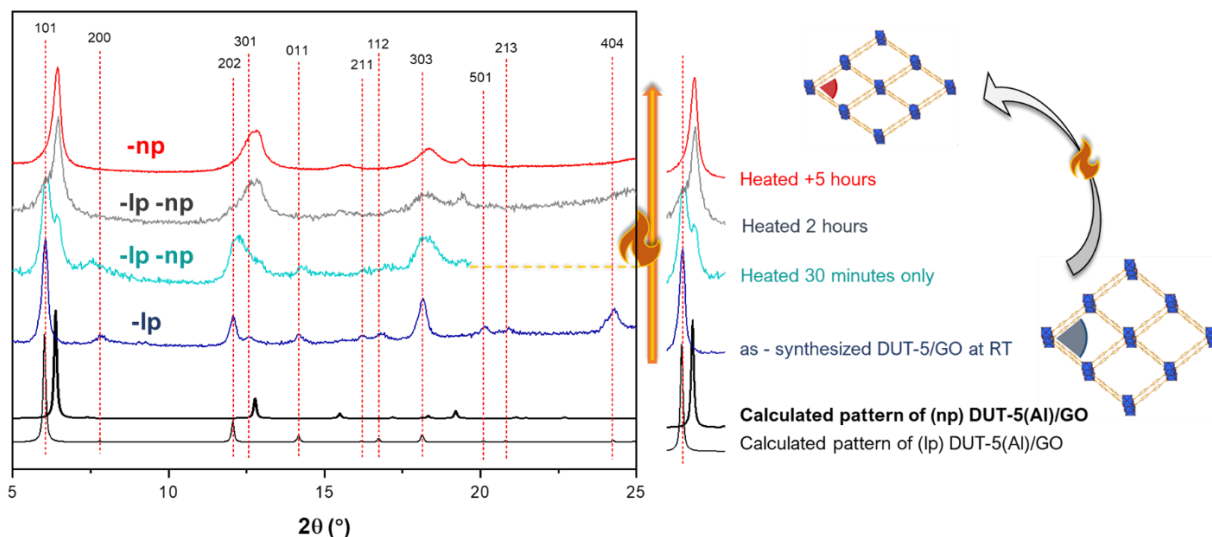 101
200
301
202
011
112
211
303
213
501
404
-np
-lp -np
-lp -np
-lp
Heated +5 hours
Heated 2 hours
Heated 30 minutes only
as - synthesized DUT-5/GO at RT
Calculated pattern of (np) DUT-5(Al)/GO
Calculated pattern of (lp) DUT-5(Al)/GO
5 10 15 20 25
2θ (°)